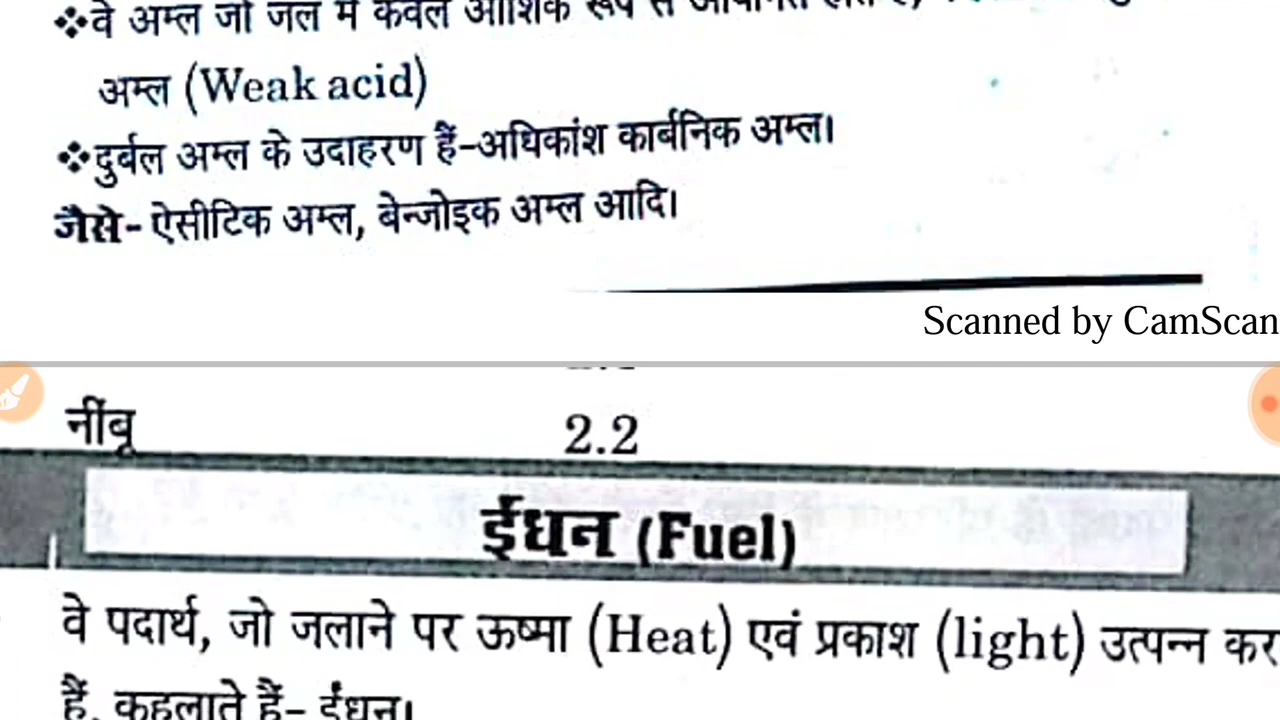 ❖वे अम्ल जो जल में केवल आंशिक रूप से
अम्ल (Weak acid)
❖दुर्बल अम्ल के उदाहरण हैं-अधिकांश कार्बनिक अम्ल।
जैसे- ऐसीटिक अम्ल, बेन्जोइक अम्ल आदि।
Scanned by CamScan
नींबू 2.2
ईंधन (Fuel)
वे पदार्थ, जो जलाने पर ऊष्मा (Heat) एवं प्रकाश (light) उत्पन्न कर
हैं, कहलाते हैं- ईंधन।